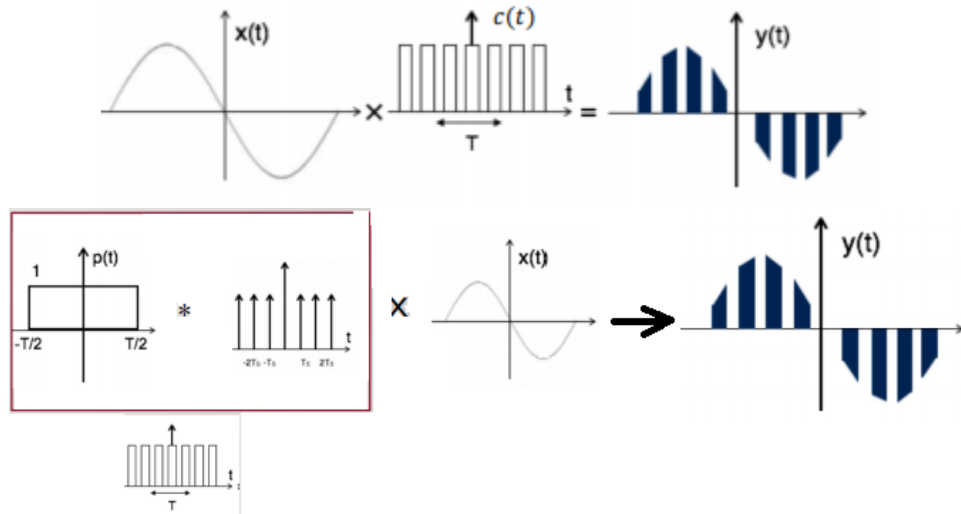 x(t)
c(t)
y(t)
×
t
=
T
p(t)
1
-T/2
T/2
*
t
-2Ts -Ts Ts 2Ts
×
x(t)
y(t)
t
T